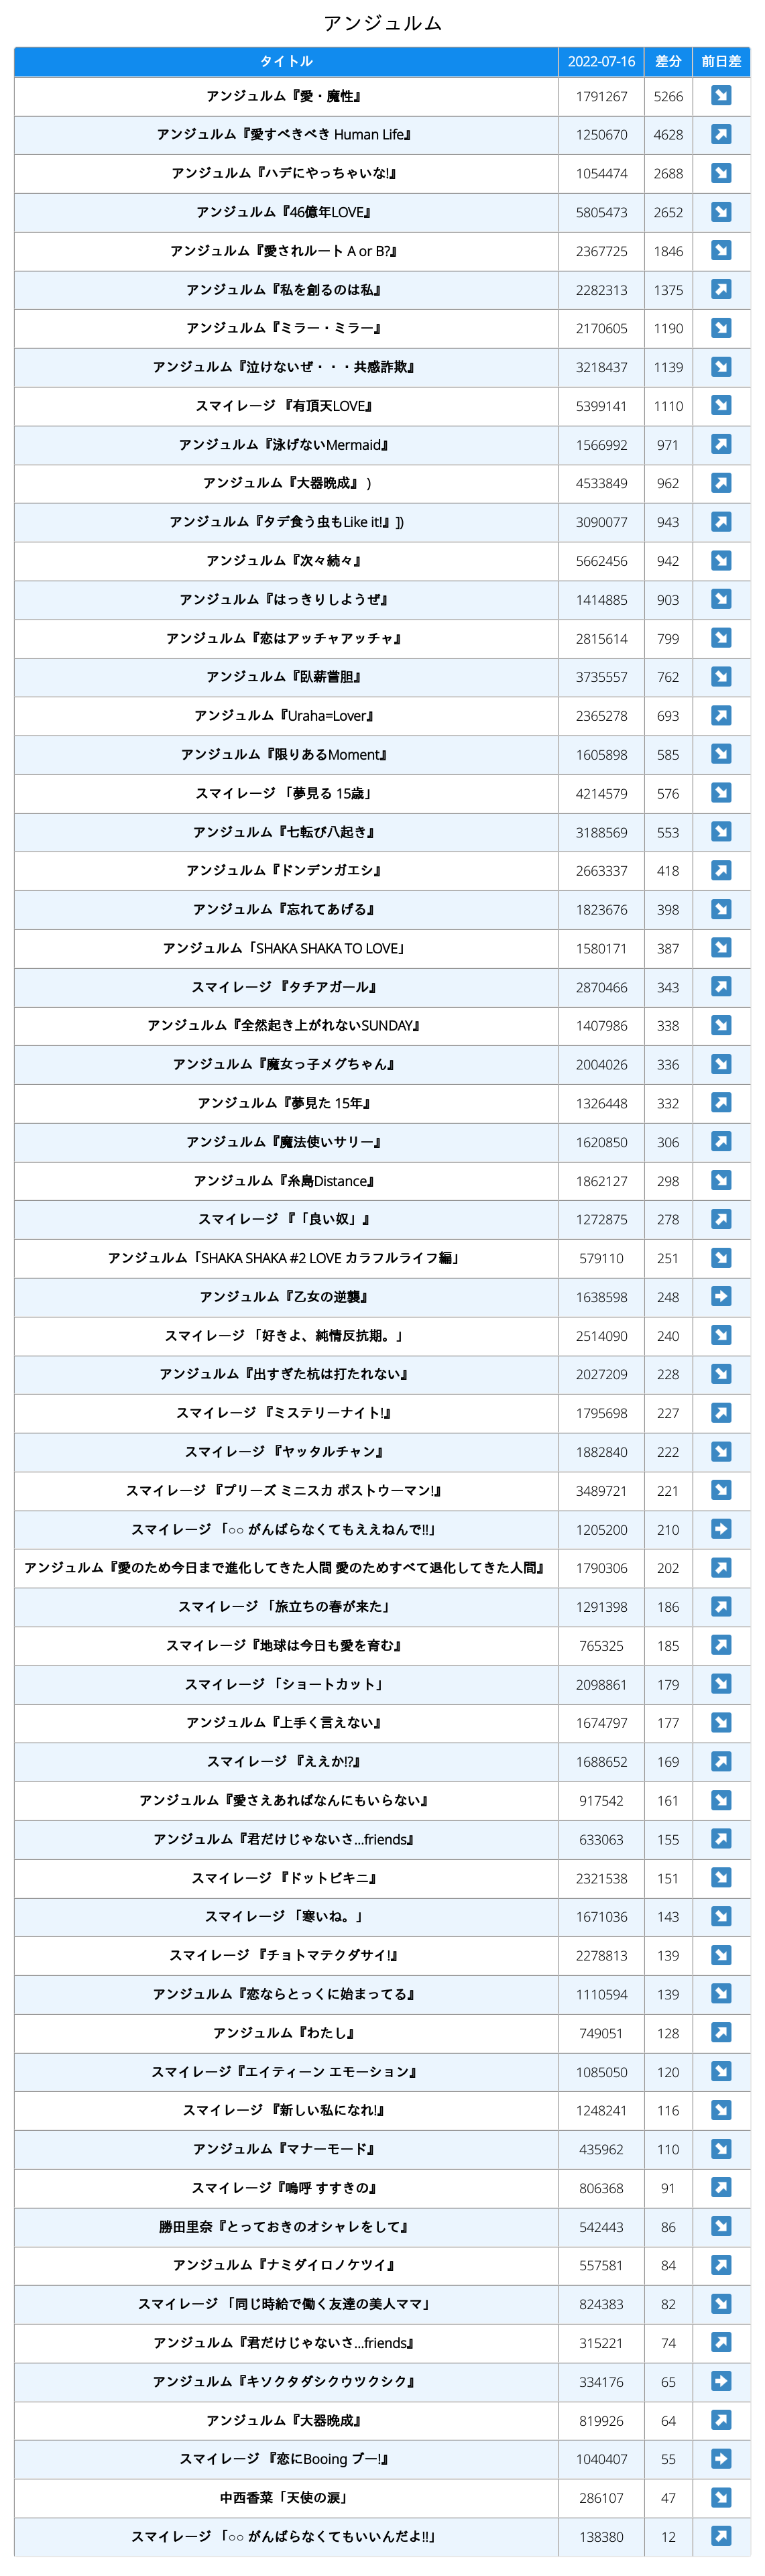 アンジュルム
タイトル 2022-07-16 差分 前日差
アンジュルム『愛・魔性』 1791267 5266 ↘
アンジュルム『愛すべきべき Human Life』 1250670 4628 ↗
アンジュルム『ハデにやっちゃいな!』 1054474 2688 ↘
アンジュルム『46億年LOVE』 5805473 2652 ↘
アンジュルム『愛されルート A or B?』 2367725 1846 ↘
アンジュルム『私を創るのは私』 2282313 1375 ↗
アンジュルム『ミラー・ミラー』 2170605 1190 ↘
アンジュルム『泣けないぜ・・・共感詐欺』 3218437 1139 ↘
スマイレージ 『有頂天LOVE』 5399141 1110 ↘
アンジュルム『泳げないMermaid』 1566992 971 ↗
アンジュルム『大器晩成』 ) 4533849 962 ↗
アンジュルム『タデ食う虫もLike it!』]) 3090077 943 ↗
アンジュルム『次々続々』 5662456 942 ↘
アンジュルム『はっきりしようぜ』 1414885 903 ↘
アンジュルム『恋はアッチャアッチャ』 2815614 799 ↘
アンジュルム『臥薪嘗胆』 3735557 762 ↘
アンジュルム『Uraha=Lover』 2365278 693 ↗
アンジュルム『限りあるMoment』 1605898 585 ↘
スマイレージ 「夢見る 15歳」 4214579 576 ↘
アンジュルム『七転び八起き』 3188569 553 ↘
アンジュルム『ドンデンガエシ』 2663337 418 ↗
アンジュルム『忘れてあげる』 1823676 398 ↘
アンジュルム「SHAKA SHAKA TO LOVE」 1580171 387 ↘
スマイレージ 『タチアガール』 2870466 343 ↗
アンジュルム『全然起き上がれないSUNDAY』 1407986 338 ↘
アンジュルム『魔女っ子メグちゃん』 2004026 336 ↘
アンジュルム『夢見た 15年』 1326448 332 ↗
アンジュルム『魔法使いサリー』 1620850 306 ↗
アンジュルム『糸島Distance』 1862127 298 ↘
スマイレージ 『「良い奴」』 1272875 278 ↗
アンジュルム「SHAKA SHAKA #2 LOVE カラフルライフ編」 579110 251 ↘
アンジュルム『乙女の逆襲』 1638598 248 ➡
スマイレージ 「好きよ、純情反抗期。」 2514090 240 ↘
アンジュルム『出すぎた杭は打たれない』 2027209 228 ↘
スマイレージ 『ミステリーナイト!』 1795698 227 ↗
スマイレージ 『ヤッタルチャン』 1882840 222 ↘
スマイレージ 『プリーズ ミニスカ ポストウーマン!』 3489721 221 ↘
スマイレージ 「○○ がんばらなくてもええねんで!!」 1205200 210 ➡
アンジュルム『愛のため今日まで進化してきた人間 愛のためすべて退化してきた人間』 1790306 202 ↗
スマイレージ 「旅立ちの春が来た」 1291398 186 ↗
スマイレージ『地球は今日も愛を育む』 765325 185 ↗
スマイレージ 「ショートカット」 2098861 179 ↘
アンジュルム『上手く言えない』 1674797 177 ↘
スマイレージ 『ええか!?』 1688652 169 ↗
アンジュルム『愛さえあればなんにもいらない』 917542 161 ↘
アンジュルム『君だけじゃないさ...friends』 633063 155 ↗
スマイレージ 『ドットビキニ』 2321538 151 ↘
スマイレージ 「寒いね。」 1671036 143 ↘
スマイレージ 『チョトマテクダサイ!』 2278813 139 ↘
アンジュルム『恋ならとっくに始まってる』 1110594 139 ↘
アンジュルム『わたし』 749051 128 ↗
スマイレージ『エイティーン エモーション』 1085050 120 ↘
スマイレージ 『新しい私になれ!』 1248241 116 ↘
アンジュルム『マナーモード』 435962 110 ↘
スマイレージ『嗚呼 すすきの』 806368 91 ↗
勝田里奈『とっておきのオシャレをして』 542443 86 ↘
アンジュルム『ナミダイロノケツイ』 557581 84 ↗
スマイレージ 「同じ時給で働く友達の美人ママ」 824383 82 ↘
アンジュルム『君だけじゃないさ...friends』 315221 74 ↗
アンジュルム『キソクタダシクウツクシク』 334176 65 ➡
アンジュルム『大器晩成』 819926 64 ↗
スマイレージ 『恋にBooing ブー!』 1040407 55 ➡
中西香菜「天使の涙」 286107 47 ↘
スマイレージ 「○○ がんばらなくてもいいんだよ!!」 138380 12 ↗